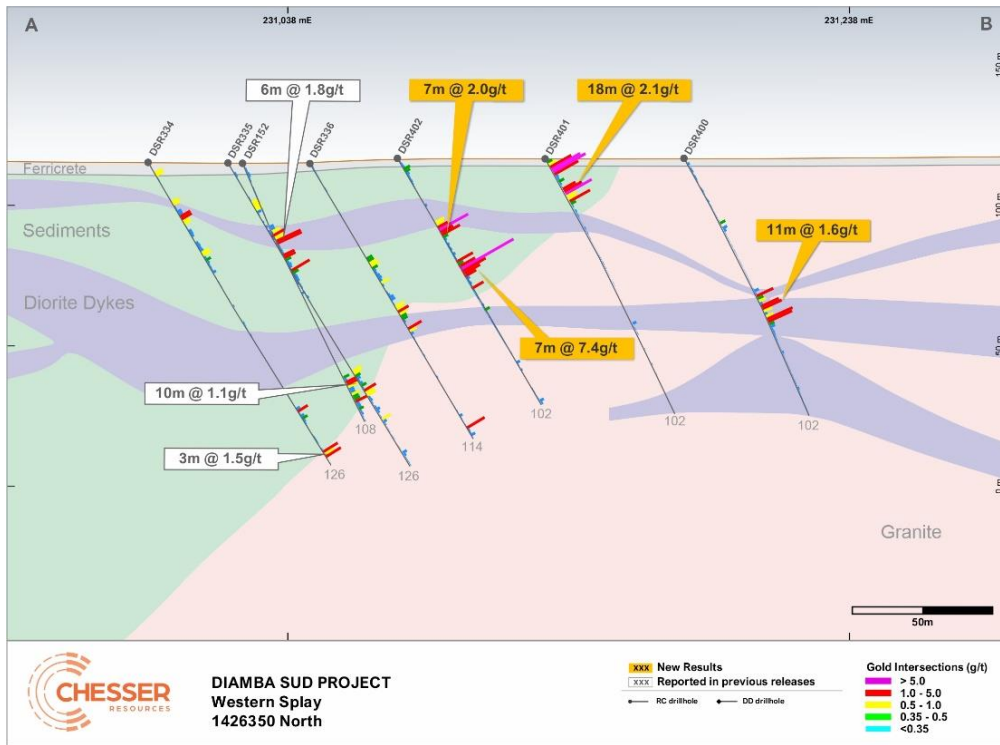 A
231,038 mE
231,238 mE
B
150 m
6m @ 1.8g/t
7m @ 2.0g/t
18m @ 2.1g/t
DSR334
DSR335
DSR152
DSR336
DSR402
DSR401
DSR400
Ferricrete
100 m
Sediments
11m @ 1.6g/t
Diorite Dykes
50 m
7m @ 7.4g/t
10m @ 1.1g/t
102
102
102
108
114
3m @ 1.5g/t
126
126
0 m
Granite
50m
CHESSER
RESOURCES
DIAMBA SUD PROJECT
Western Splay
1426350 North
xxx New Results
xxx Reported in previous releases
RC drillhole
DD drillhole
Gold Intersections (g/t)
> 5.0
1.0 - 5.0
0.5 - 1.0
0.35 - 0.5
<0.35